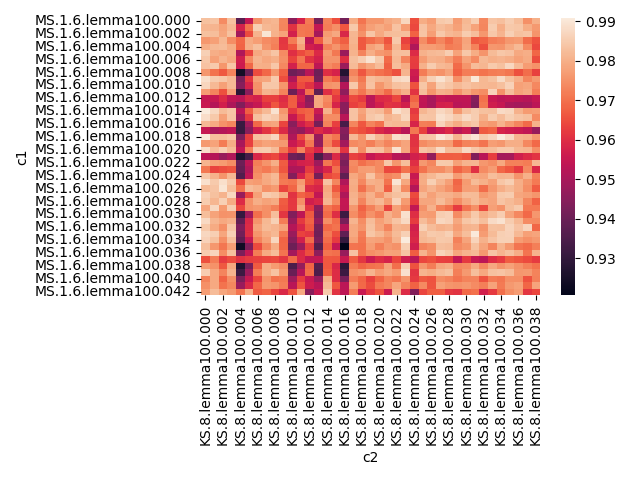 MS.1.6.lemma100.000
MS.1.6.lemma100.002
MS.1.6.lemma100.004
MS.1.6.lemma100.006
MS.1.6.lemma100.008
MS.1.6.lemma100.010
MS.1.6.lemma100.012
MS.1.6.lemma100.014
MS.1.6.lemma100.016
MS.1.6.lemma100.018
MS.1.6.lemma100.020
MS.1.6.lemma100.022
MS.1.6.lemma100.024
MS.1.6.lemma100.026
MS.1.6.lemma100.028
MS.1.6.lemma100.030
MS.1.6.lemma100.032
MS.1.6.lemma100.034
MS.1.6.lemma100.036
MS.1.6.lemma100.038
MS.1.6.lemma100.040
MS.1.6.lemma100.042
c1
KS.8.lemma100.000
KS.8.lemma100.002
KS.8.lemma100.004
KS.8.lemma100.006
KS.8.lemma100.008
KS.8.lemma100.010
KS.8.lemma100.012
KS.8.lemma100.014
KS.8.lemma100.016
KS.8.lemma100.018
KS.8.lemma100.020
KS.8.lemma100.022
KS.8.lemma100.024
KS.8.lemma100.026
KS.8.lemma100.028
KS.8.lemma100.030
KS.8.lemma100.032
KS.8.lemma100.034
KS.8.lemma100.036
KS.8.lemma100.038
c2
0.99
0.98
0.97
0.96
0.95
0.94
0.93